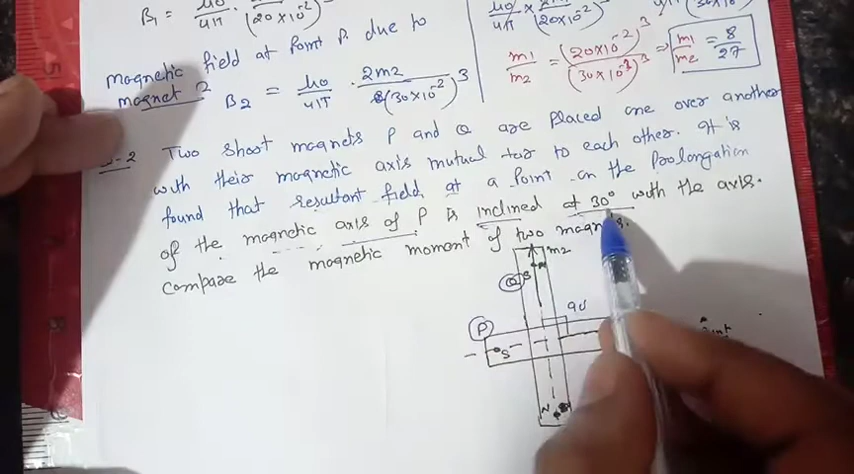 B₁ = μ₀/4π · /(20×10⁻²)³
μ₀/4π × /(20×10⁻²)³
magnetic field at Point P. due to
magnet 2 B₂ = μ₀/4π · 2m₂/(30×10⁻²)³
m₁/m₂ = (20×10⁻²)³/(30×10⁻²)³ ⇒ m₁/m₂ = 8/27
-2 Two short magnets P and Q are placed one over another
with their magnetic axis mutual ter to each other. It is
found that resultant field at a Point on the Prolongation
of the magnetic axis of P is inclined at 30° with the axis.
compare the magnetic moment of two
m₂
Q S
90
P
S
N